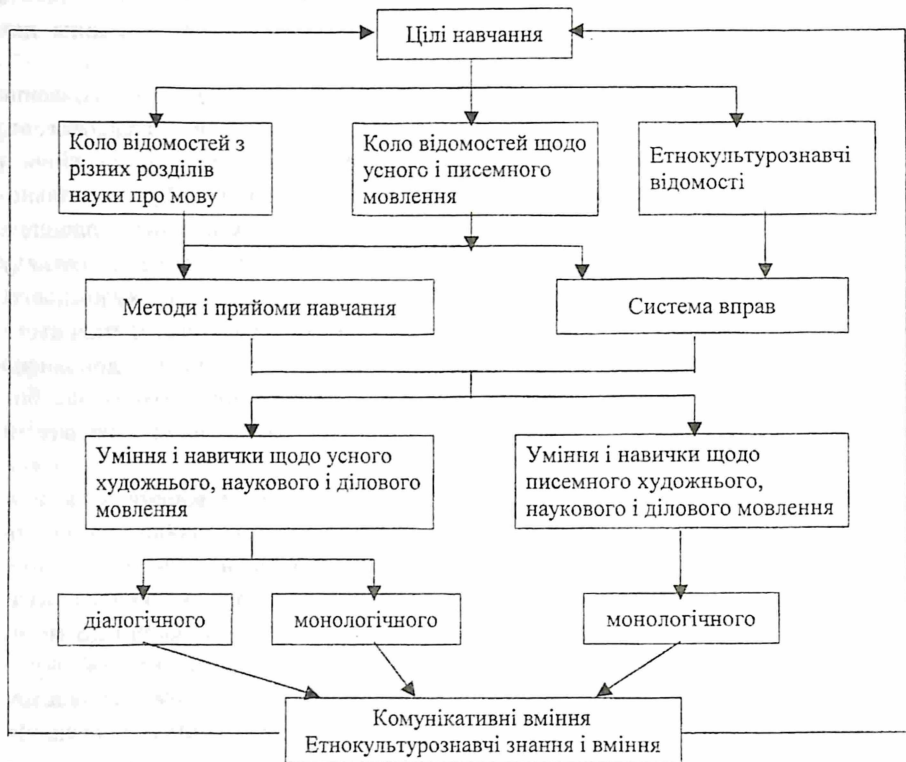 Цілі навчання
Коло відомостей з
різних розділів
науки про мову
Коло відомостей щодо
усного і писемного
мовлення
Етнокультурознавчі
відомості
Методи і прийоми навчання
Система вправ
Уміння і навички щодо усного
художнього, наукового і ділового
мовлення
Уміння і навички щодо
писемного художнього,
наукового і ділового мовлення
діалогічного
монологічного
монологічного
Комунікативні вміння
Етнокультурознавчі знання і вміння